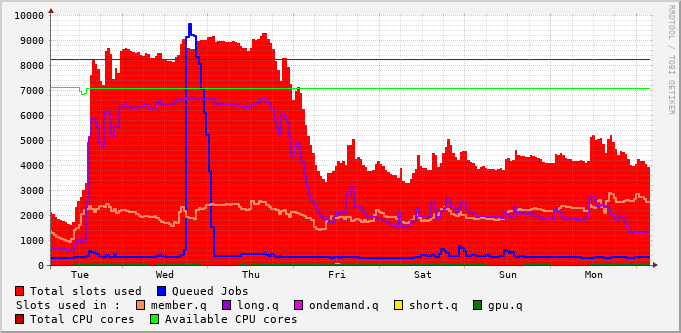 10000
9000
8000
7000
6000
5000
4000
3000
2000
1000
0
Tue Wed Thu Fri Sat Sun Mon
RRDTOOL / TOBI OETIKER
Total slots used Queued Jobs
Slots used in : member.q long.q ondemand.q short.q gpu.q
Total CPU cores Available CPU cores